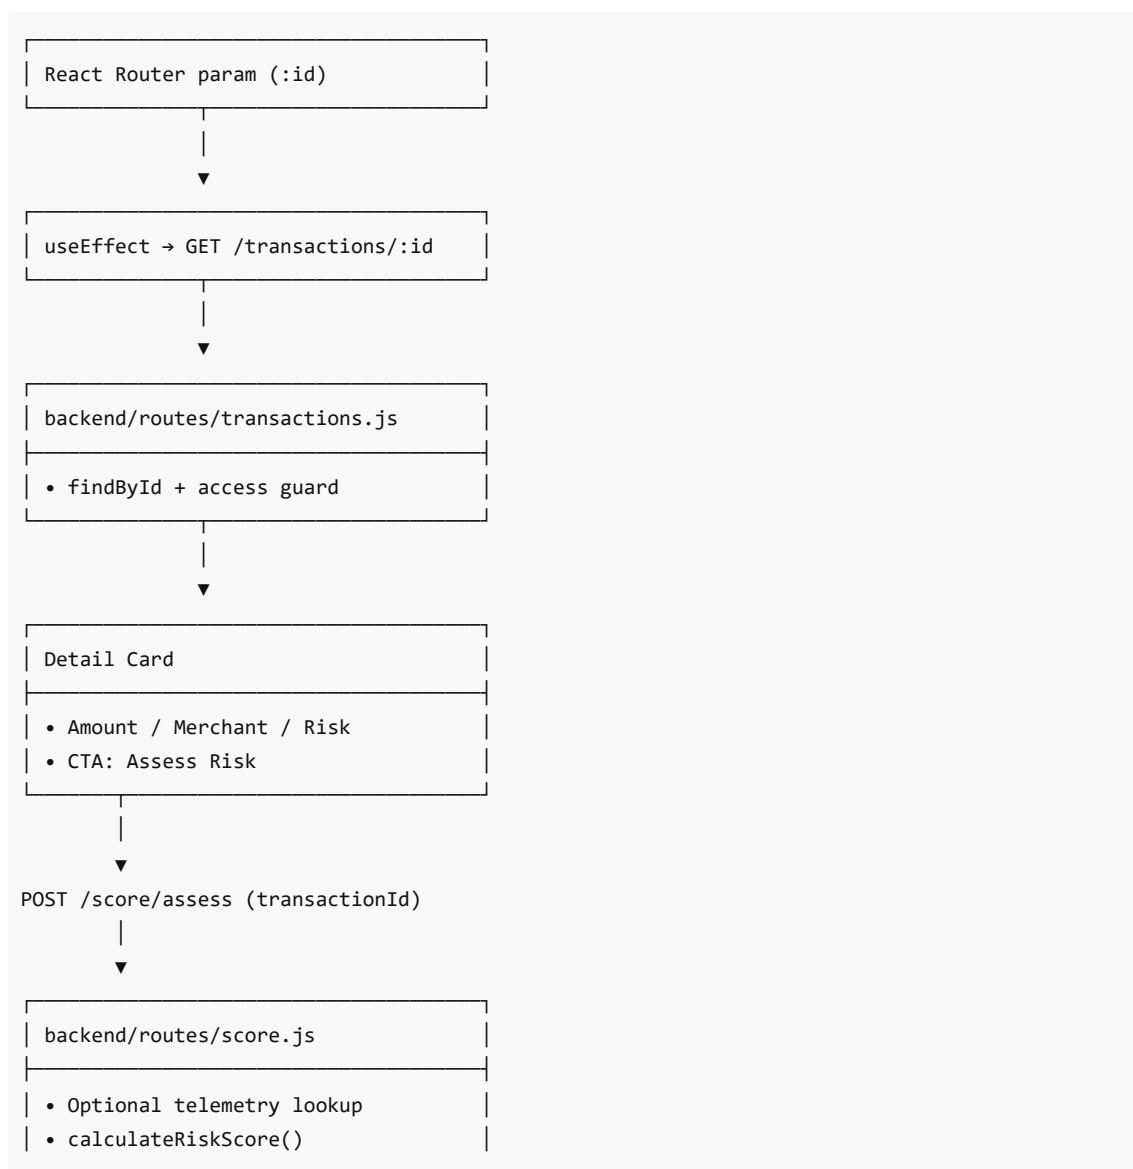 React Router param (:id)
useEffect → GET /transactions/:id
backend/routes/transactions.js
• findById + access guard
Detail Card
• Amount / Merchant / Risk
• CTA: Assess Risk
POST /score/assess (transactionId)
backend/routes/score.js
• Optional telemetry lookup
• calculateRiskScore()